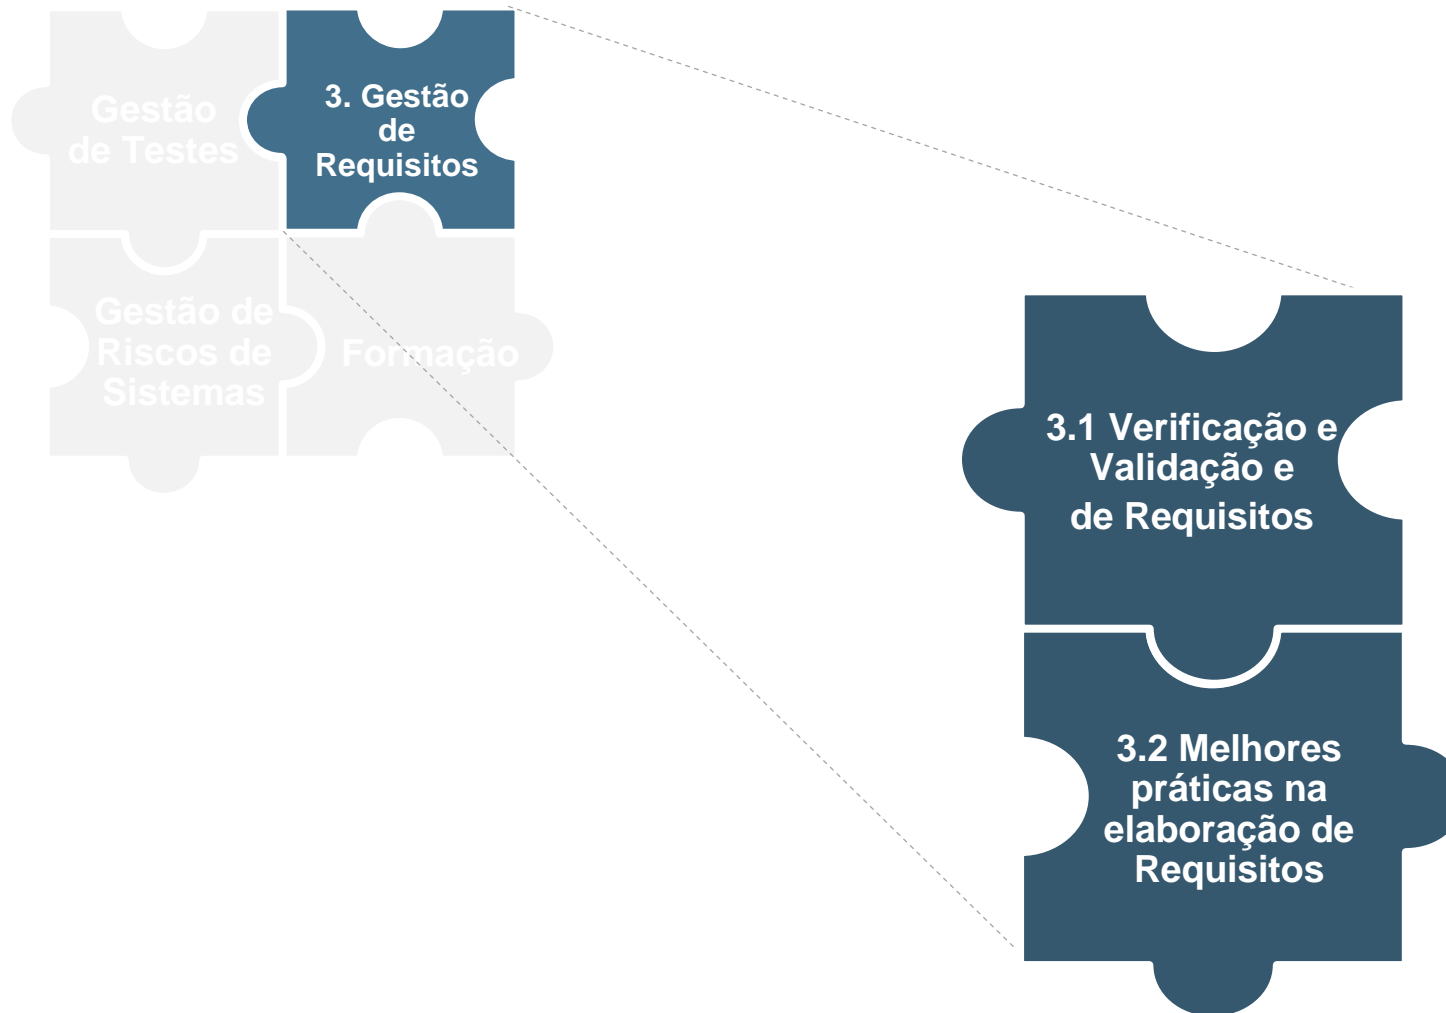 Gestão
de Testes
3. Gestão
de
Requisitos
Gestão de
Riscos de
Sistemas
Formação
3.1 Verificação e
Validação e
de Requisitos
3.2 Melhores
práticas na
elaboração de
Requisitos